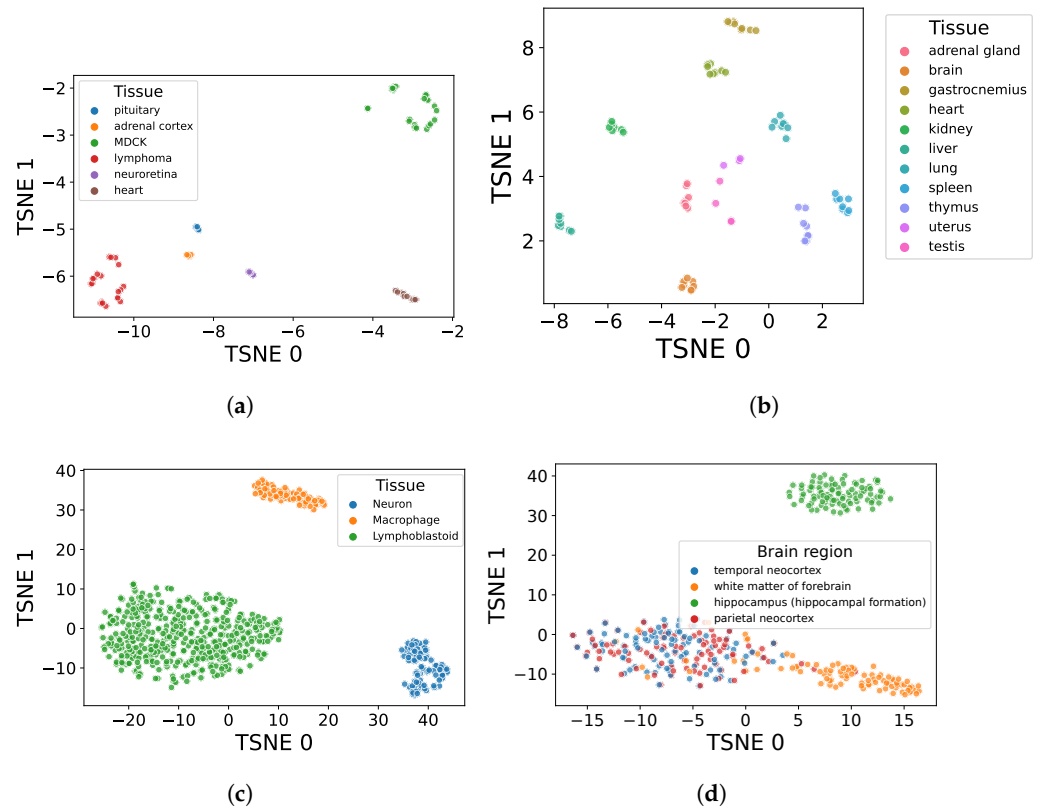 Tissue
pituitary
adrenal cortex
MDCK
lymphoma
neuroretina
heart
−2
−3
−4
−5
−6
TSNE 1
−10
−8
−6
−4
−2
TSNE 0
(a)
8
6
4
2
TSNE 1
−8
−6
−4
−2
0
2
TSNE 0
Tissue
adrenal gland
brain
gastrocnemius
heart
kidney
liver
lung
spleen
thymus
uterus
testis
(b)
40
30
20
10
0
−10
TSNE 1
Tissue
Neuron
Macrophage
Lymphoblastoid
−20
−10
0
10
20
30
40
TSNE 0
(c)
40
30
20
10
0
−10
TSNE 1
Brain region
temporal neocortex
white matter of forebrain
hippocampus (hippocampal formation)
parietal neocortex
−15
−10
−5
0
5
10
15
TSNE 0
(d)